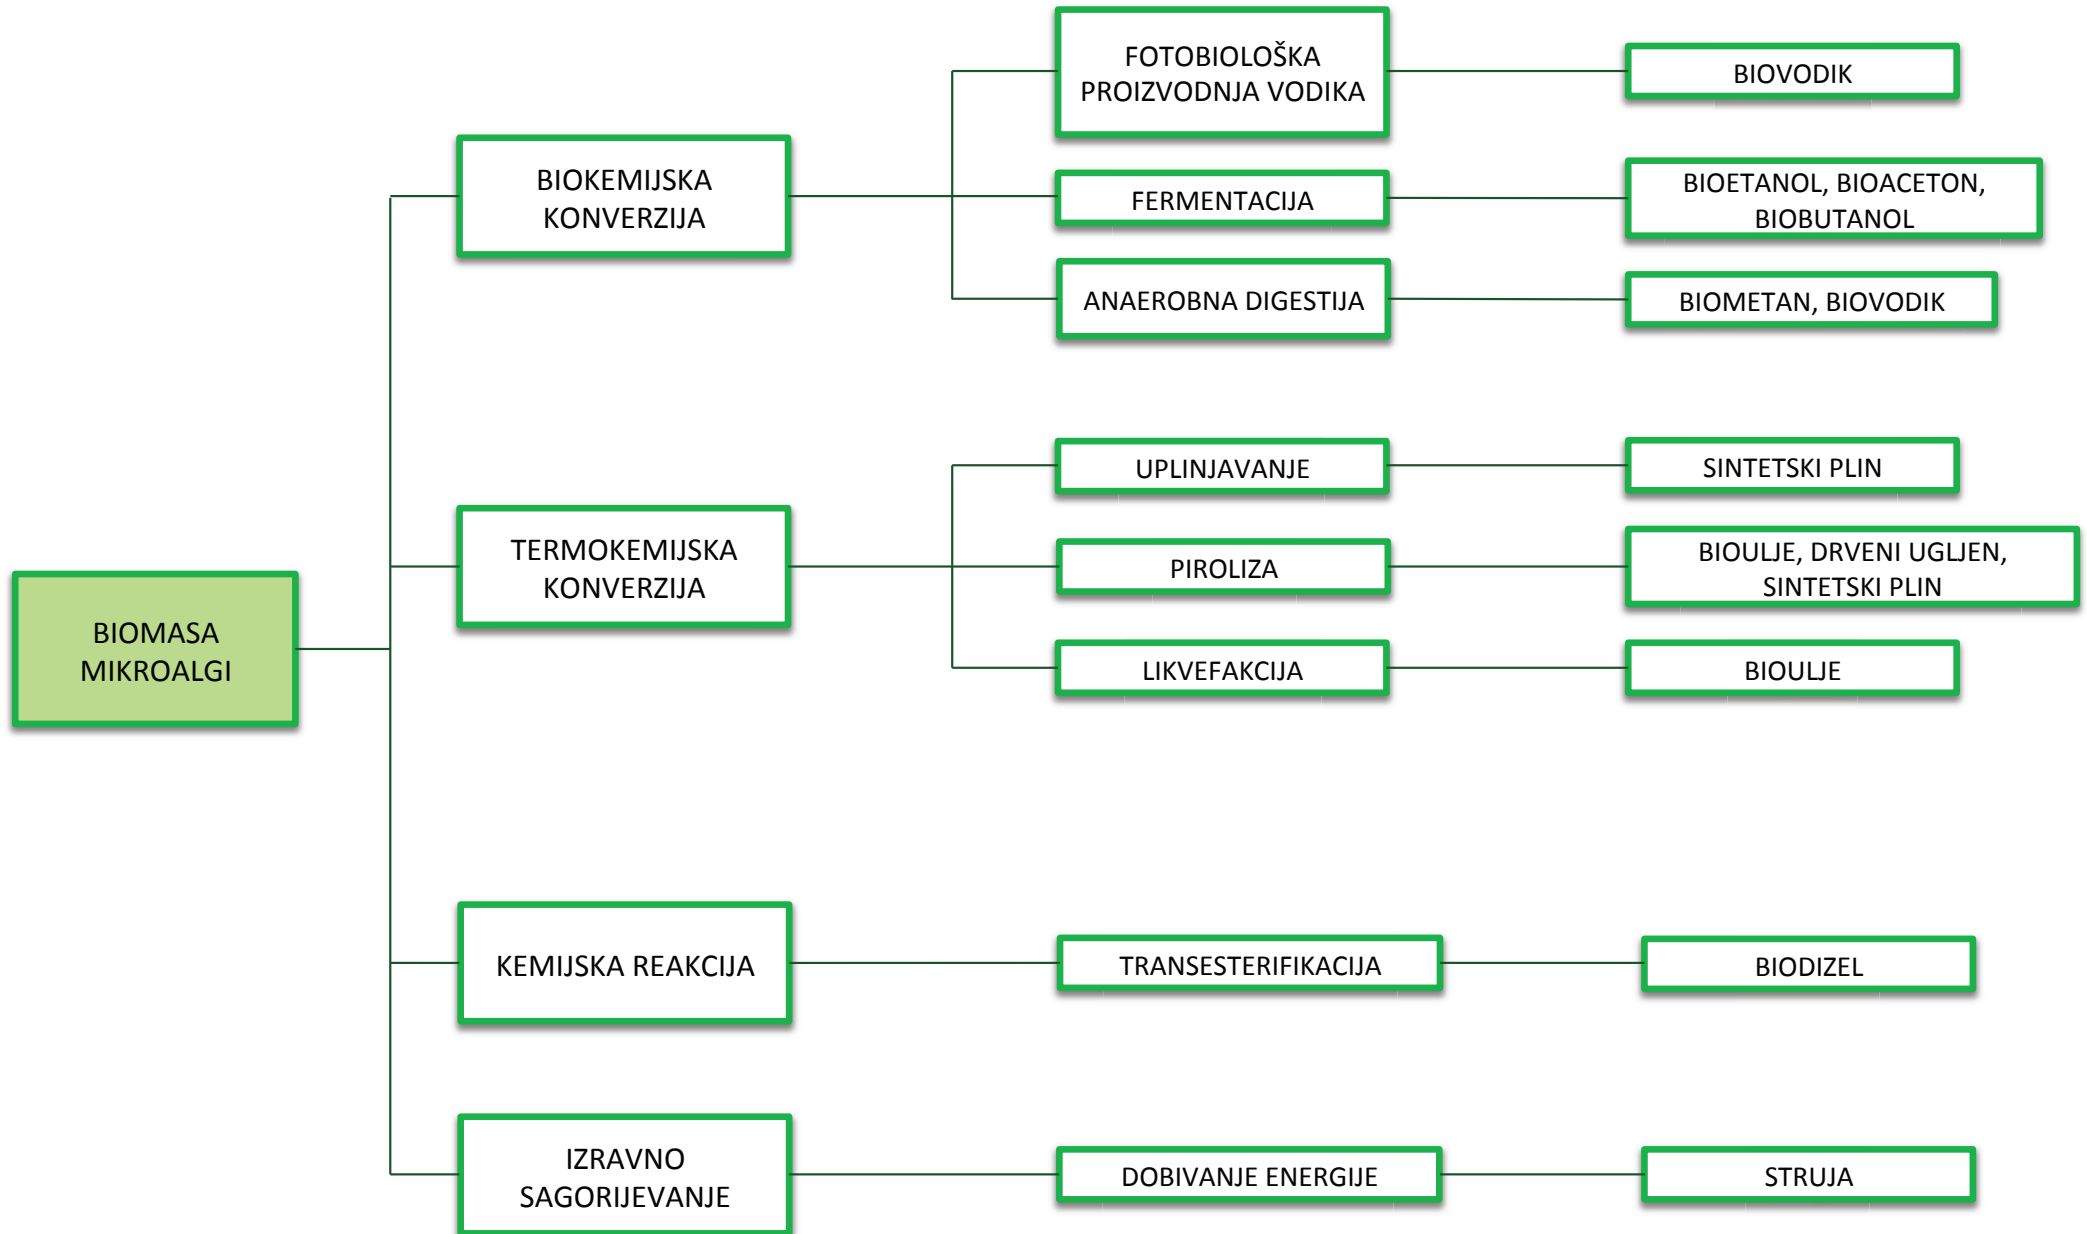 FOTOBIOLOŠKA
PROIZVODNJA VODIKA
BIOVODIK
BIOKEMIJSKA
KONVERZIJA
FERMENTACIJA
BIOETANOL, BIOACETON,
BIOBUTANOL
ANAEROBNA DIGESTIJA
BIOMETAN, BIOVODIK
UPLINJAVANJE
SINTETSKI PLIN
TERMOKEMIJSKA
KONVERZIJA
PIROLIZA
BIOULJE, DRVENI UGLJEN,
SINTETSKI PLIN
BIOMASA
MIKROALGI
LIKVEFAKCIJA
BIOULJE
KEMIJSKA REAKCIJA
TRANSESTERIFIKACIJA
BIODIZEL
IZRAVNO
SAGORIJEVANJE
DOBIVANJE ENERGIJE
STRUJA